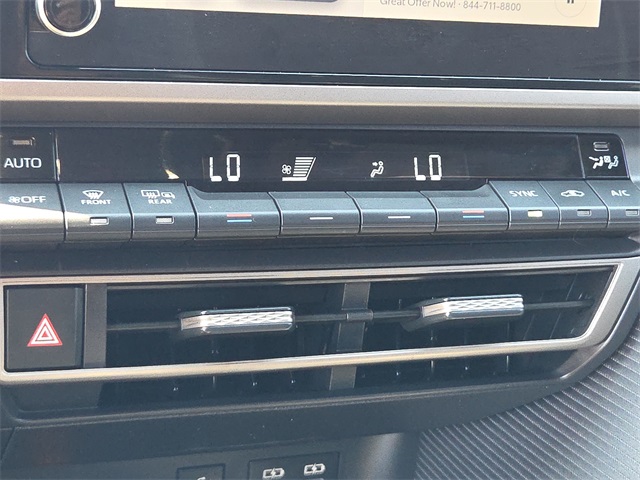 Great Offer Now! · 844-711-8800
AUTO
LO LO
OFF
FRONT
REAR
SYNC
A/C